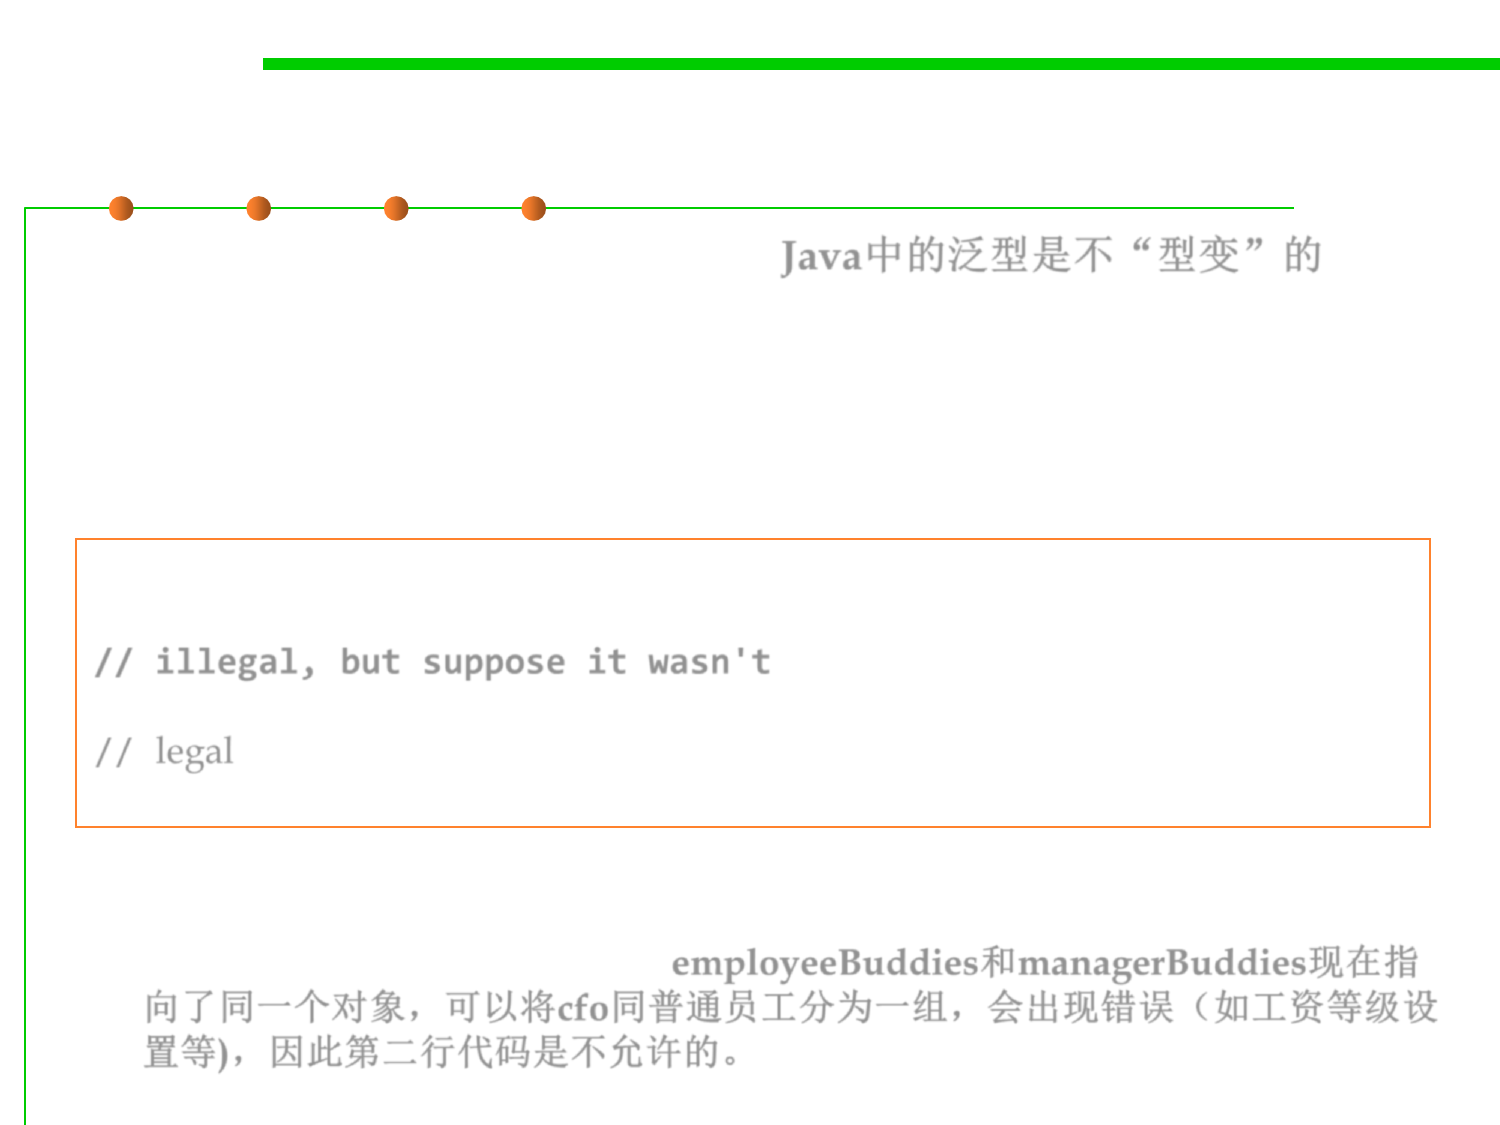 Java中的泛型是不“型变”的
// illegal, but suppose it wasn't
// legal
employeeBuddies和managerBuddies现在指
向了同一个对象，可以将cfo同普通员工分为一组，会出现错误（如工资等级设
置等)，因此第二行代码是不允许的。